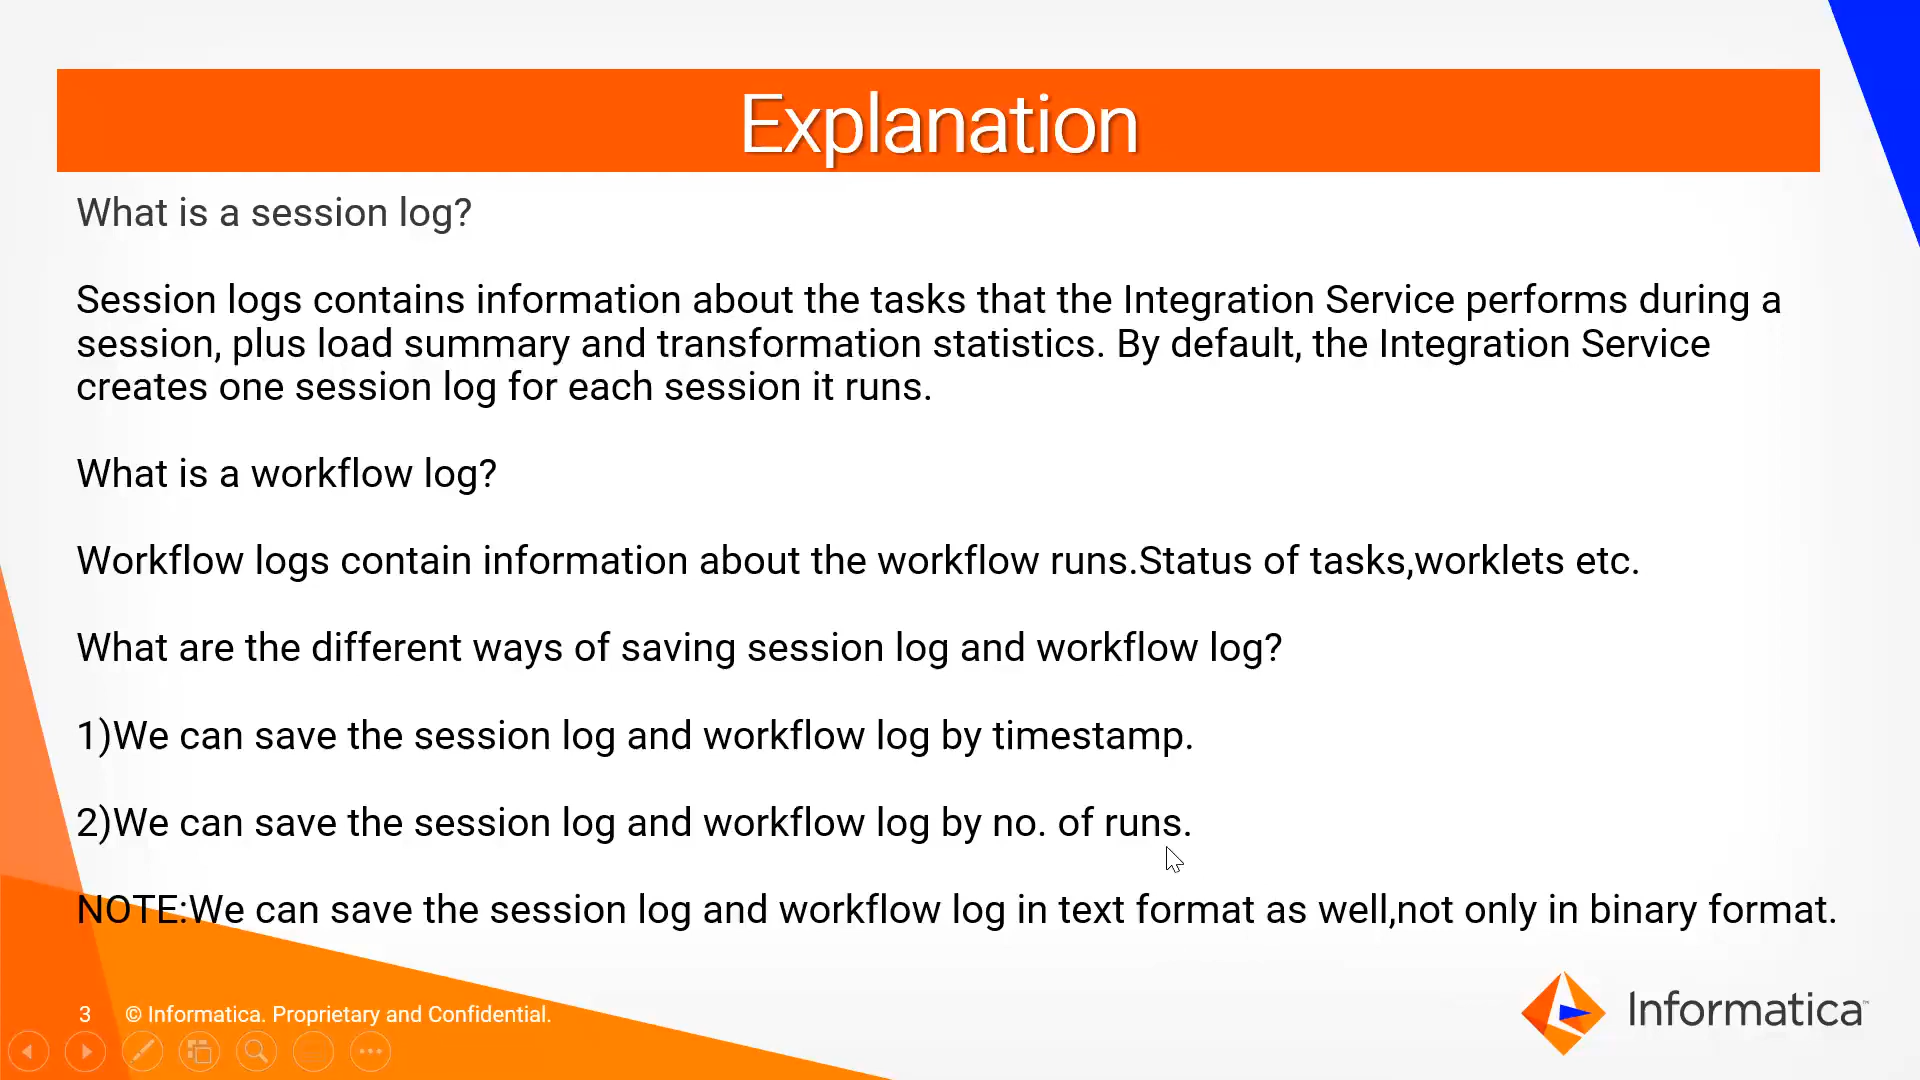 Explanation
What is a session log?
Session logs contains information about the tasks that the Integration Service performs during a
session, plus load summary and transformation statistics. By default, the Integration Service
creates one session log for each session it runs.
What is a workflow log?
Workflow logs contain information about the workflow runs.Status of tasks,worklets etc.
What are the different ways of saving session log and workflow log?
1)We can save the session log and workflow log by timestamp.
2)We can save the session log and workflow log by no. of runs.
NOTE:We can save the session log and workflow log in text format as well,not only in binary format.
3 © Informatica. Proprietary and Confidential.
Informatica™